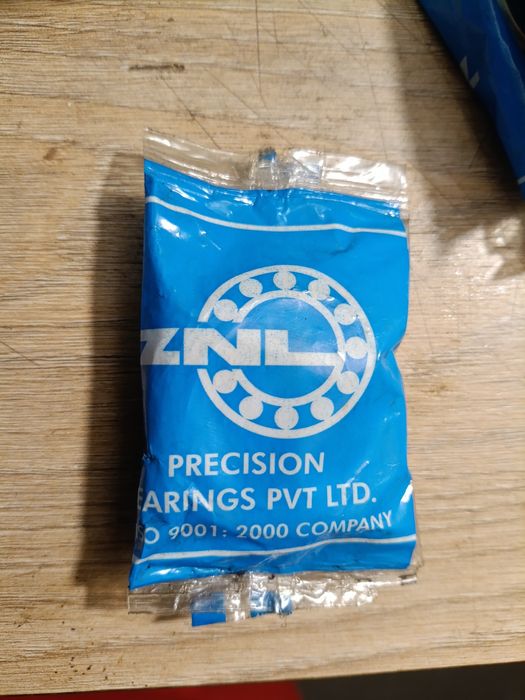 ZNL
PRECISION
EARINGS PVT LTD.
O 9001: 2000 COMPANY